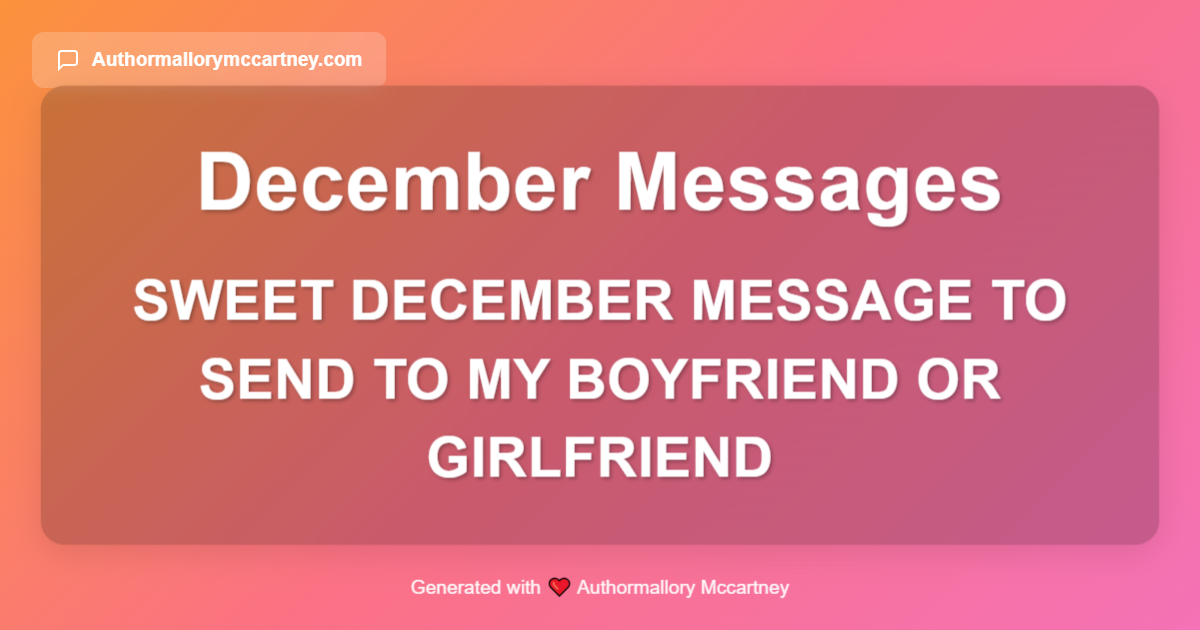 Authormallorymccartney.com
December Messages
SWEET DECEMBER MESSAGE TO
SEND TO MY BOYFRIEND OR
GIRLFRIEND
Generated with ❤️ Authormallory Mccartney